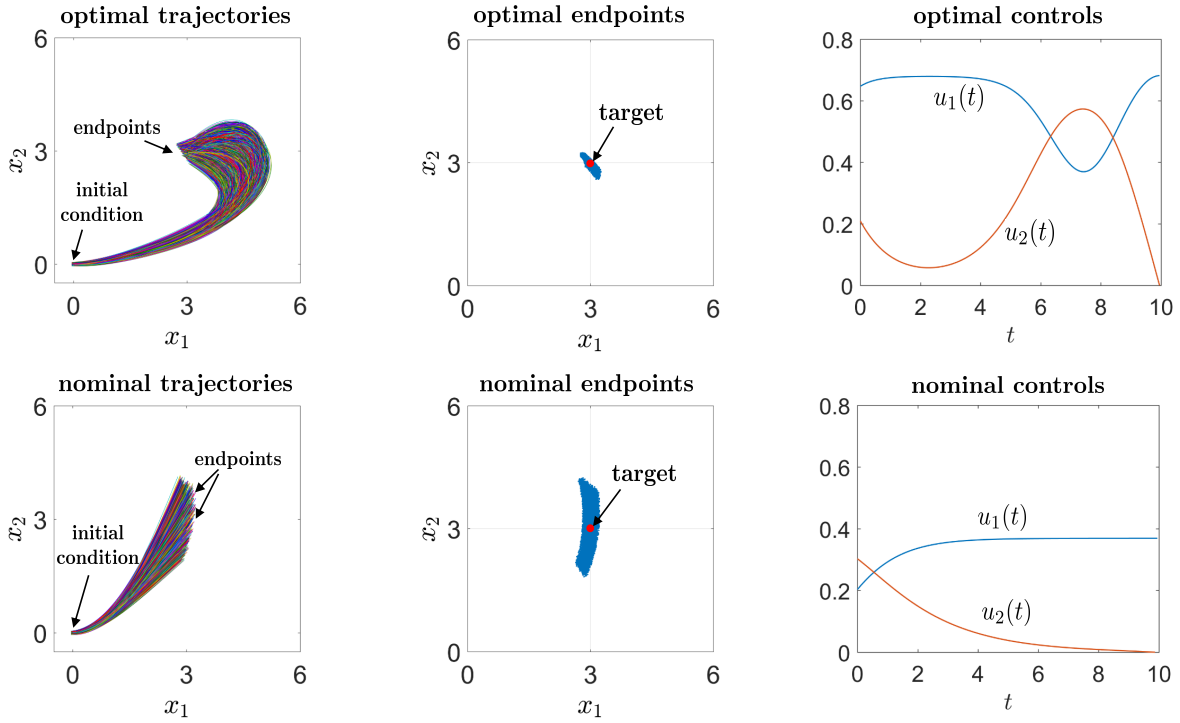 optimal trajectories
6
3
0
x₂
endpoints
initial
condition
0
3
6
x₁
optimal endpoints
6
3
0
x₂
target
0
3
6
x₁
optimal controls
0.8
0.6
0.4
0.2
0
u₁(t)
u₂(t)
0
2
4
6
8
10
t
nominal trajectories
6
3
0
x₂
endpoints
initial
condition
0
3
6
x₁
nominal endpoints
6
3
0
x₂
target
0
3
6
x₁
nominal controls
0.8
0.6
0.4
0.2
0
u₁(t)
u₂(t)
0
2
4
6
8
10
t